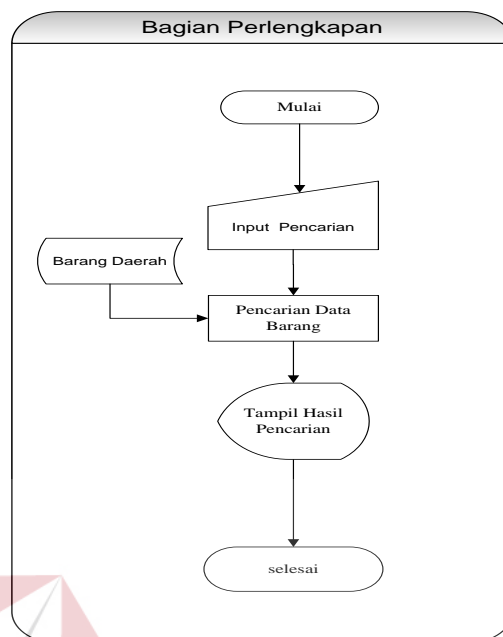 Bagian Perlengkapan
Mulai
Input Pencarian
Barang Daerah
Pencarian Data
Barang
Tampil Hasil
Pencarian
selesai